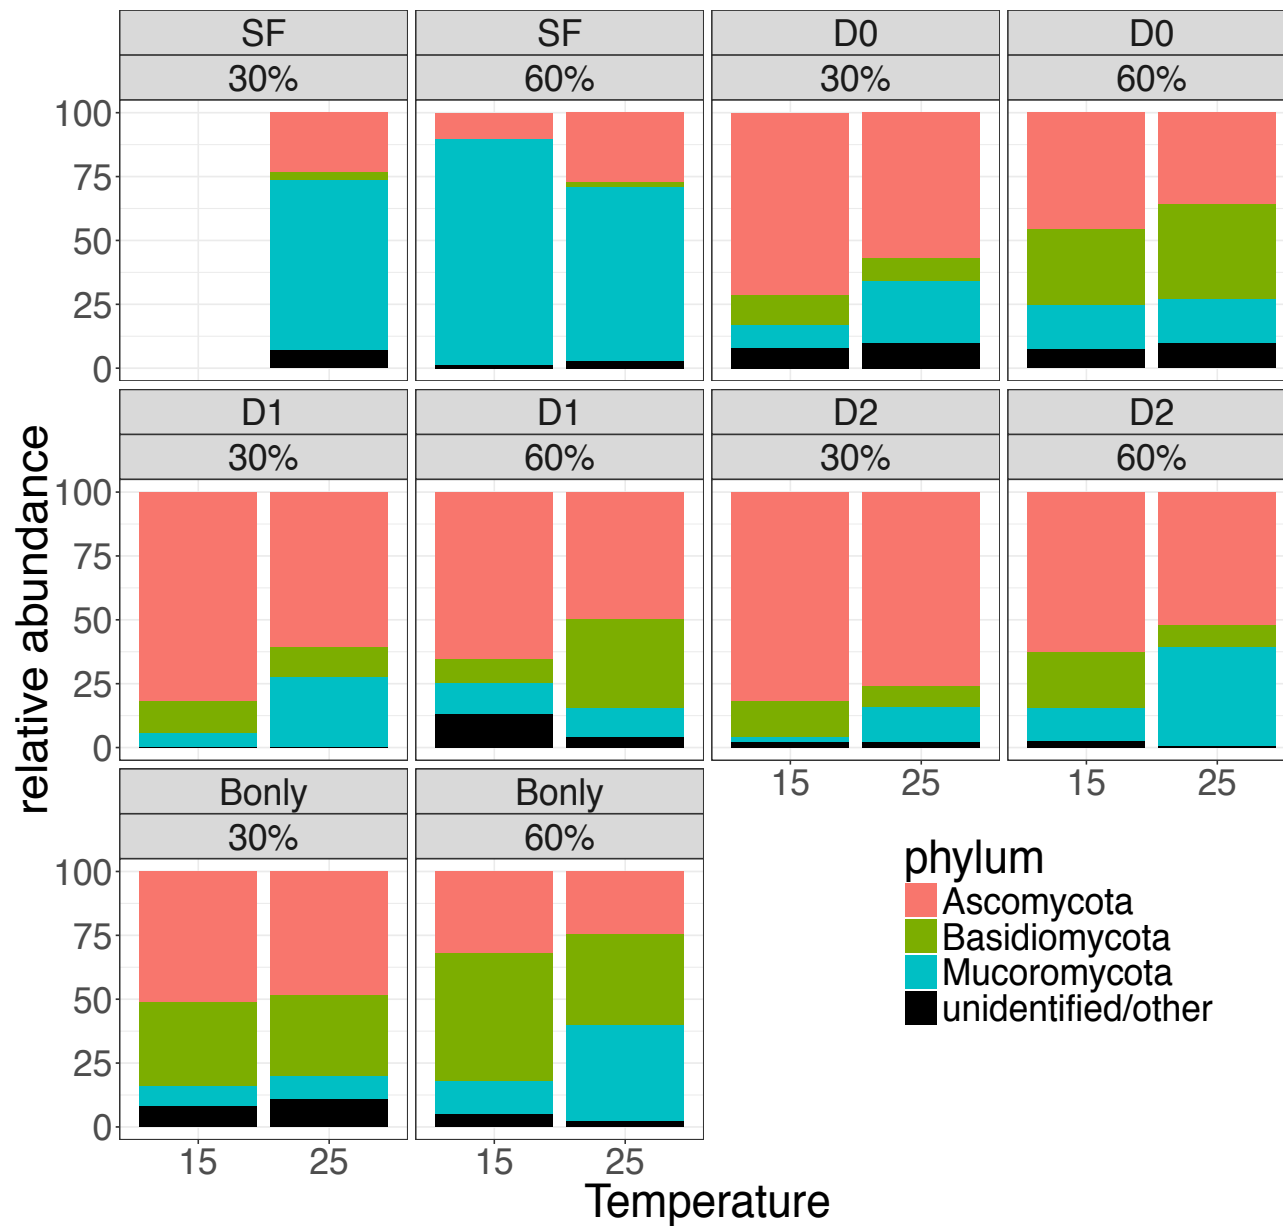 SF SF D0 D0
30% 60% 30% 60%
100
75
50
25
0
D1 D1 D2 D2
30% 60% 30% 60%
100
75
50
25
0
15 25 15 25
Bonly Bonly
30% 60%
100
75
50
25
0
15 25 15 25
relative abundance
Temperature
phylum
Ascomycota
Basidiomycota
Mucoromycota
unidentified/other